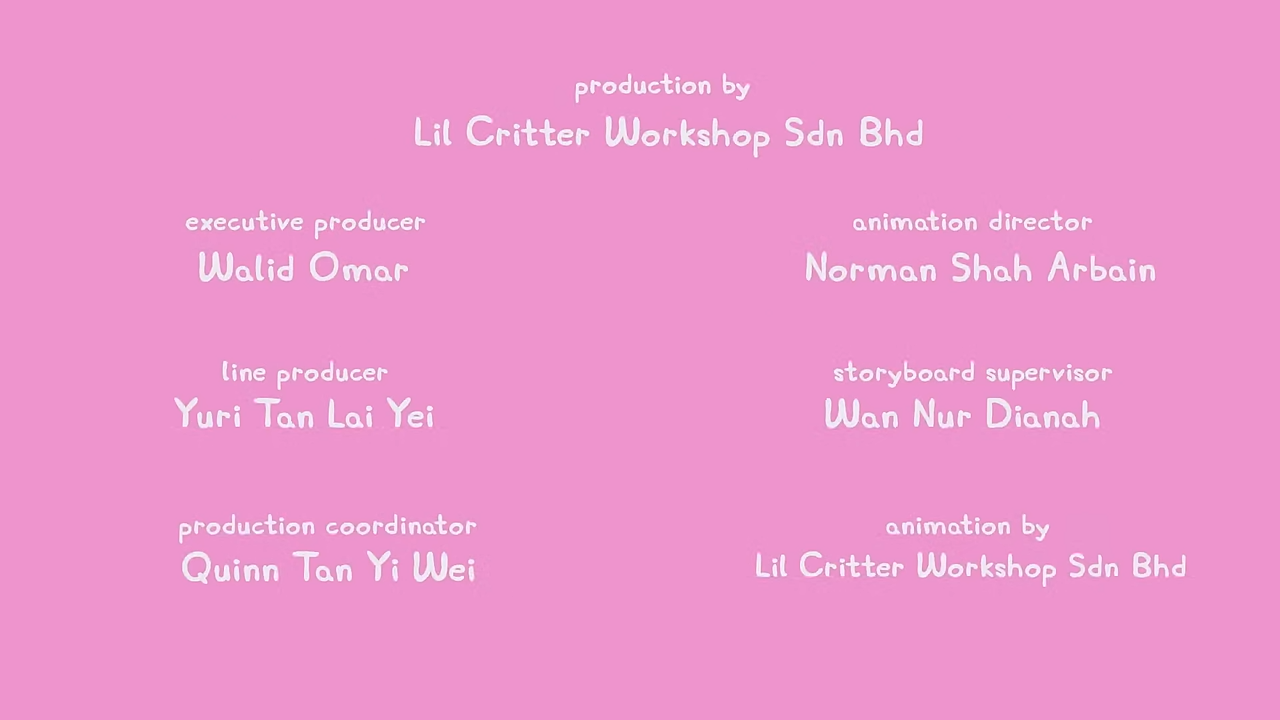 production by
Lil Critter Workshop Sdn Bhd
executive producer
Walid Omar
animation director
Norman Shah Arbain
line producer
Yuri Tan Lai Yei
storyboard supervisor
Wan Nur Dianah
production coordinator
Quinn Tan Yi Wei
animation by
Lil Critter Workshop Sdn Bhd